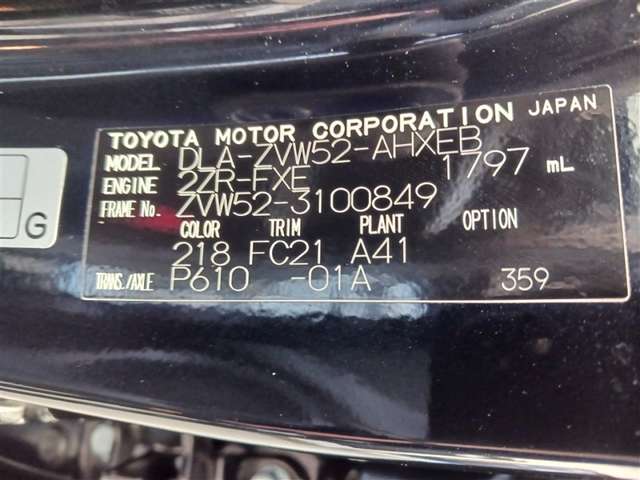 TOYOTA MOTOR CORPORATION JAPAN
MODEL DLA-ZVW52-AHXEB
ENGINE 2ZR-FXE 1797 mL
FRAME No. ZVW52-3100849
COLOR TRIM PLANT OPTION
218 FC21 A41
TRANS./AXLE P610 -01A 359
G